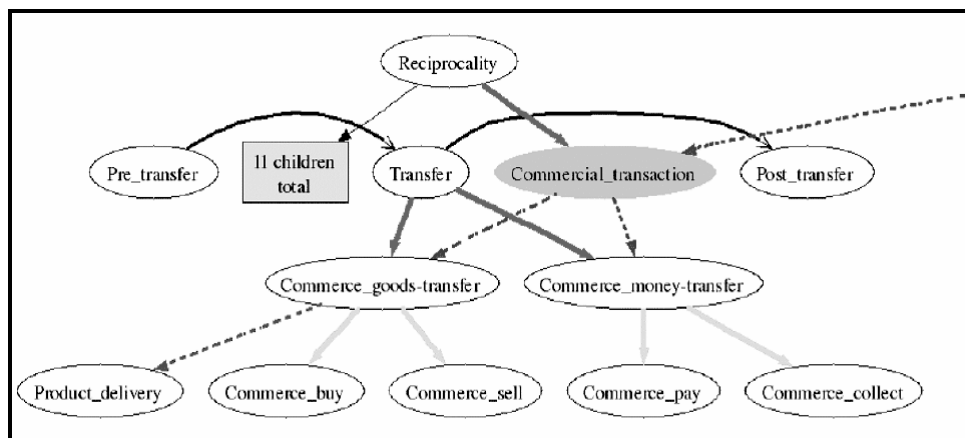 Reciprocality
Pre_transfer
11 children
total
Transfer
Commercial_transaction
Post_transfer
Commerce_goods-transfer
Commerce_money-transfer
Product_delivery
Commerce_buy
Commerce_sell
Commerce_pay
Commerce_collect